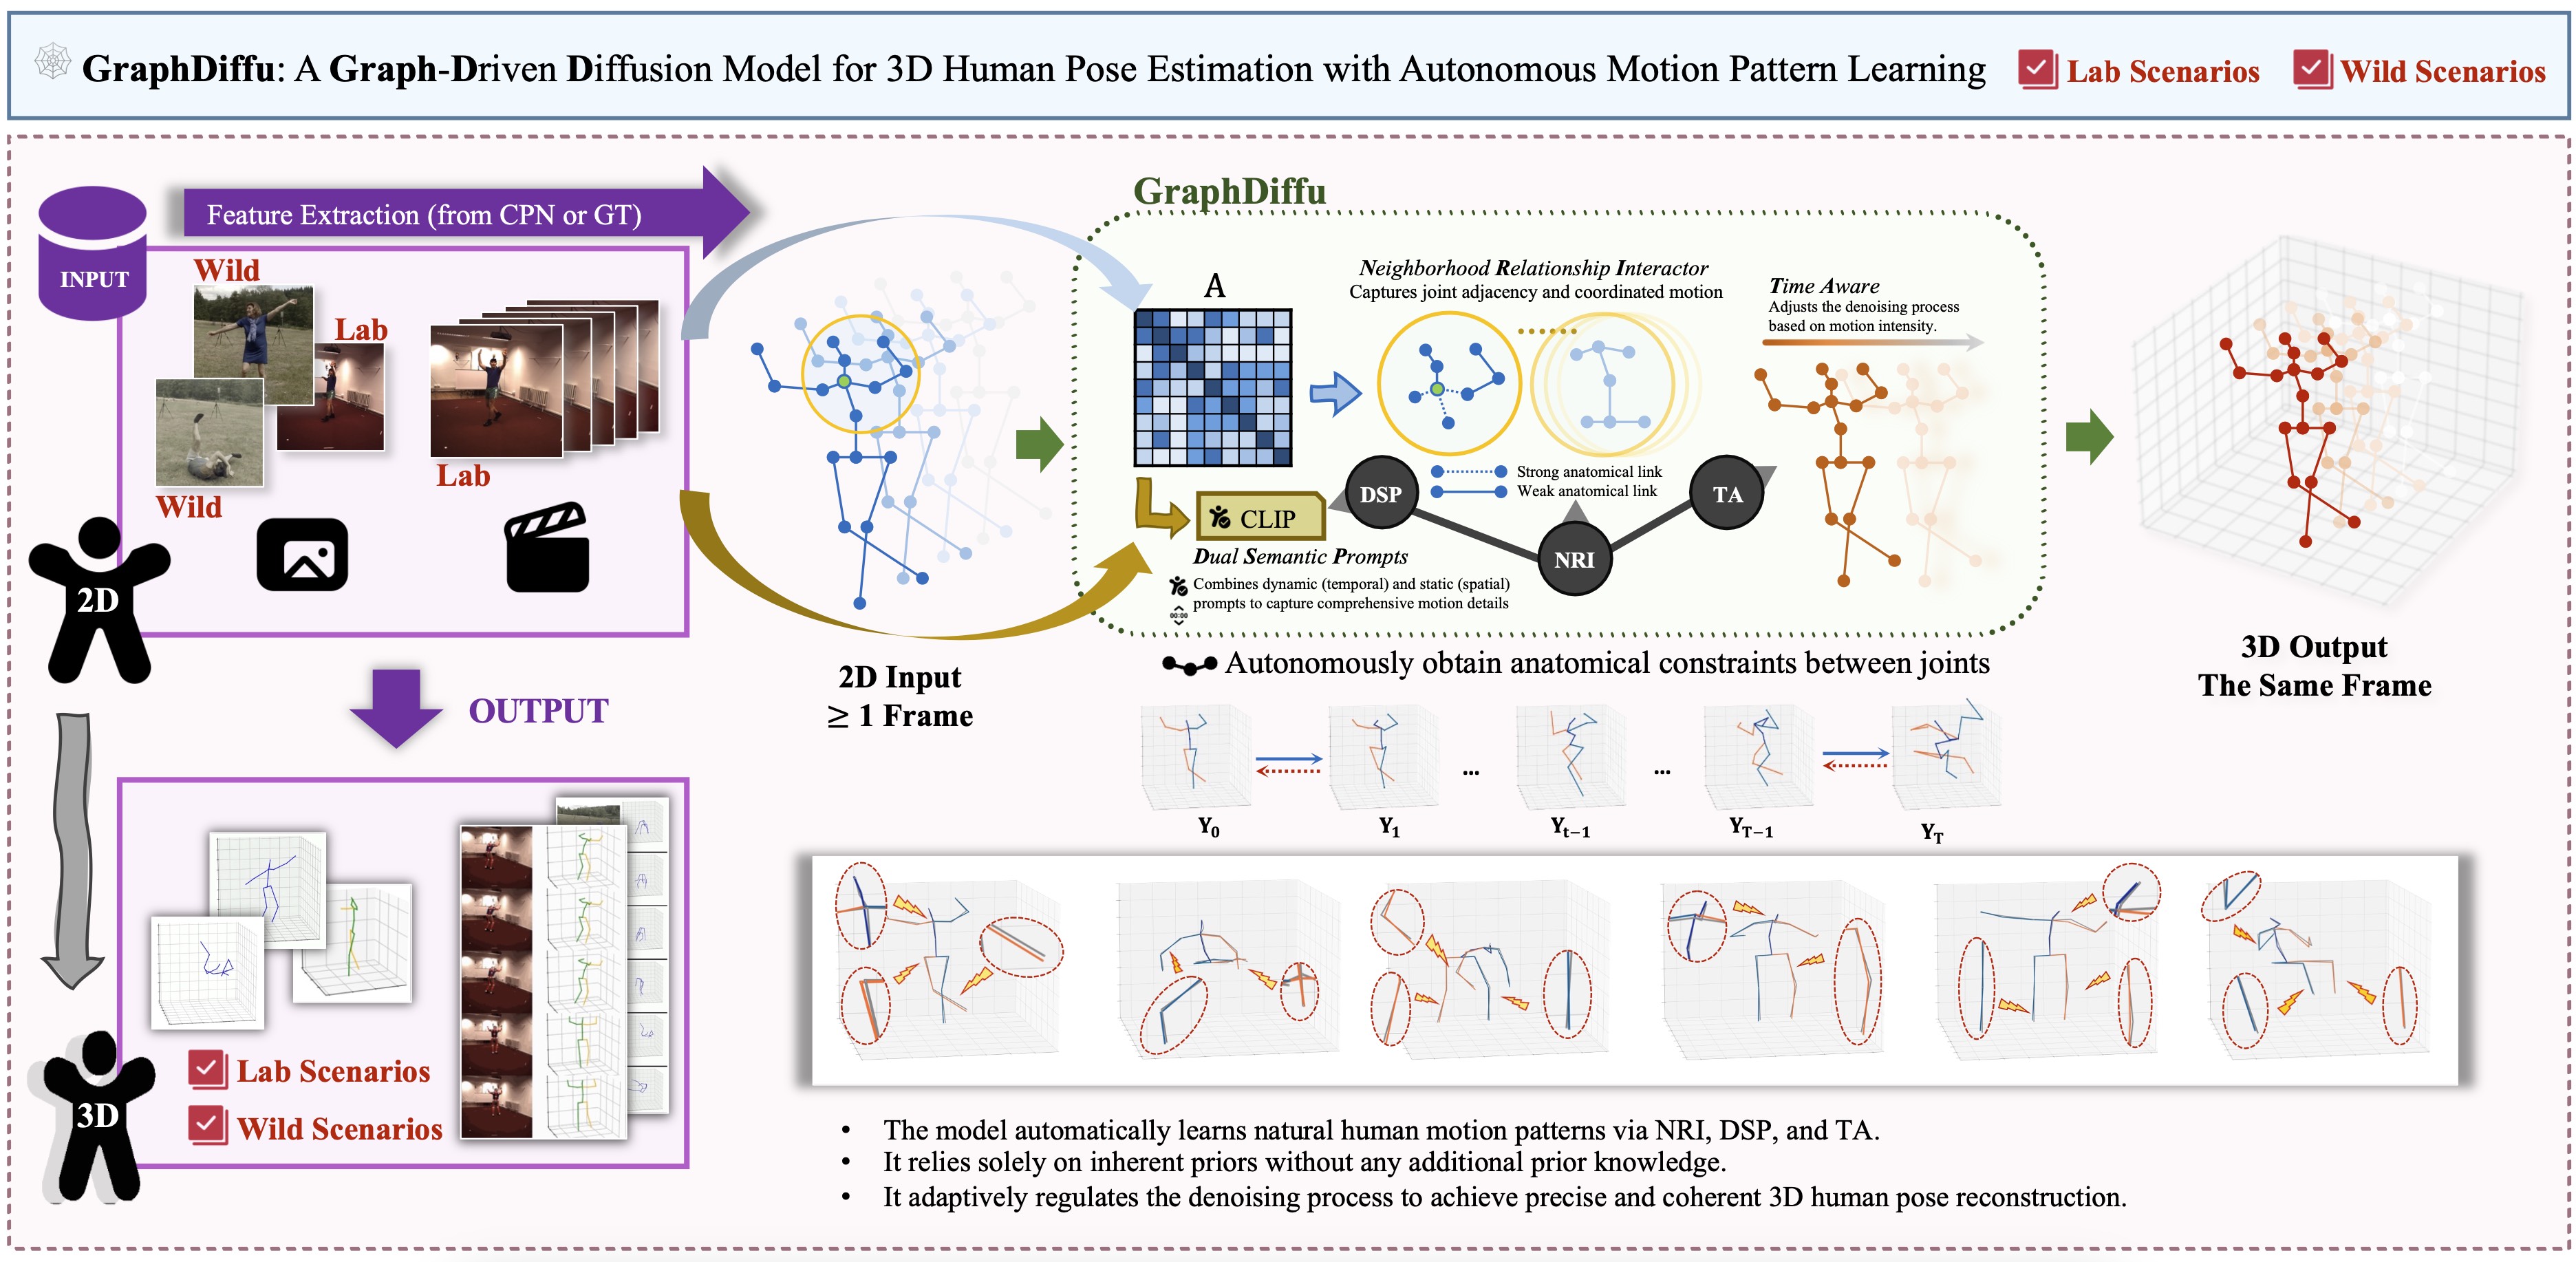 GraphDiffu: A Graph-Driven Diffusion Model for 3D Human Pose Estimation with Autonomous Motion Pattern Learning
Lab Scenarios
Wild Scenarios
INPUT
Feature Extraction (from CPN or GT)
Wild
Lab
Wild
Lab
2D
OUTPUT
Lab Scenarios
Wild Scenarios
3D
2D Input
≥ 1 Frame
GraphDiffu
A
Neighborhood Relationship Interactor
Captures joint adjacency and coordinated motion
Time Aware
Adjusts the denoising process
based on motion intensity.
Strong anatomical link
Weak anatomical link
DSP
NRI
TA
CLIP
Dual Semantic Prompts
Combines dynamic (temporal) and static (spatial)
prompts to capture comprehensive motion details
00:00
Autonomously obtain anatomical constraints between joints
3D Output
The Same Frame
... ...
Y₀ Y₁ Yₜ₋₁ Y_T−1 Y_T
• The model automatically learns natural human motion patterns via NRI, DSP, and TA.
• It relies solely on inherent priors without any additional prior knowledge.
• It adaptively regulates the denoising process to achieve precise and coherent 3D human pose reconstruction.